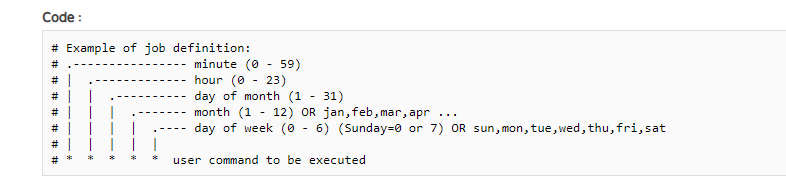 Code :
# Example of job definition:
# .---------------- minute (0 - 59)
# |  .------------- hour (0 - 23)
# |  |  .---------- day of month (1 - 31)
# |  |  |  .------- month (1 - 12) OR jan,feb,mar,apr ...
# |  |  |  |  .---- day of week (0 - 6) (Sunday=0 or 7) OR sun,mon,tue,wed,thu,fri,sat
# |  |  |  |  |
# *  *  *  *  *  user command to be executed